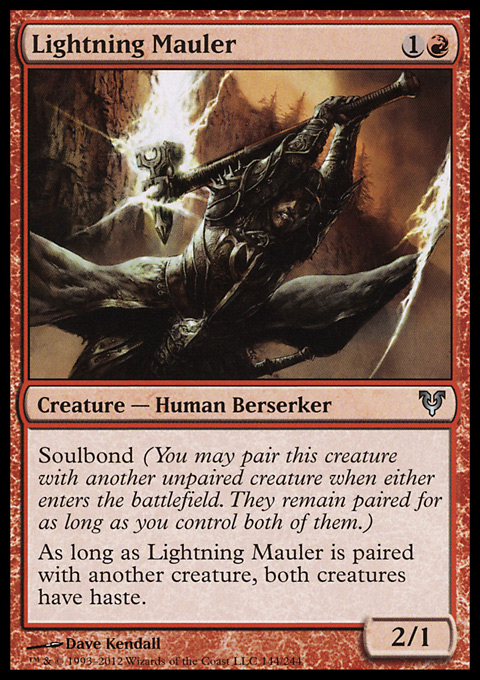 Lightning Mauler 1
Creature — Human Berserker
Soulbond (You may pair this creature
with another unpaired creature when either
enters the battlefield. They remain paired for
as long as you control both of them.)
As long as Lightning Mauler is paired
with another creature, both creatures
have haste.
2/1
Dave Kendall
™ & © 1993–2012 Wizards of the Coast LLC 144/244